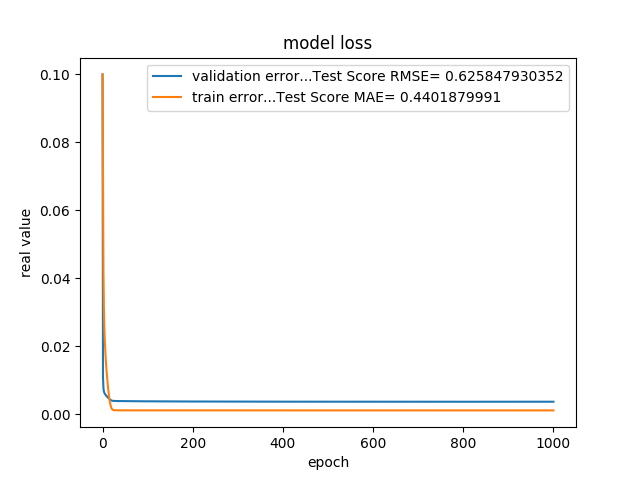 model loss
validation error...Test Score RMSE= 0.625847930352
train error...Test Score MAE= 0.4401879991
0.10
0.08
0.06
0.04
0.02
0.00
real value
0 200 400 600 800 1000
epoch